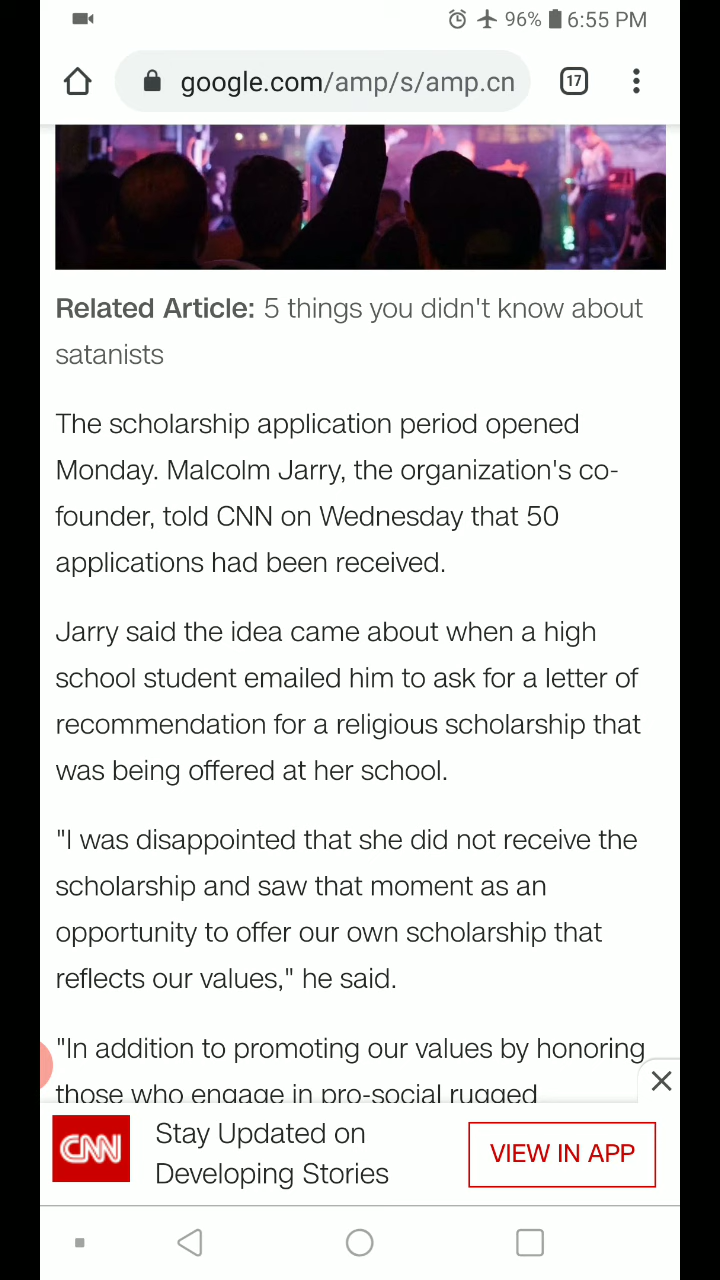 96% 6:55 PM
google.com/amp/s/amp.cn
17
Related Article: 5 things you didn't know about
satanists
The scholarship application period opened
Monday. Malcolm Jarry, the organization's co-
founder, told CNN on Wednesday that 50
applications had been received.
Jarry said the idea came about when a high
school student emailed him to ask for a letter of
recommendation for a religious scholarship that
was being offered at her school.
"I was disappointed that she did not receive the
scholarship and saw that moment as an
opportunity to offer our own scholarship that
reflects our values," he said.
"In addition to promoting our values by honoring
those who engage in pro-social rugged
CNN
Stay Updated on
Developing Stories
VIEW IN APP